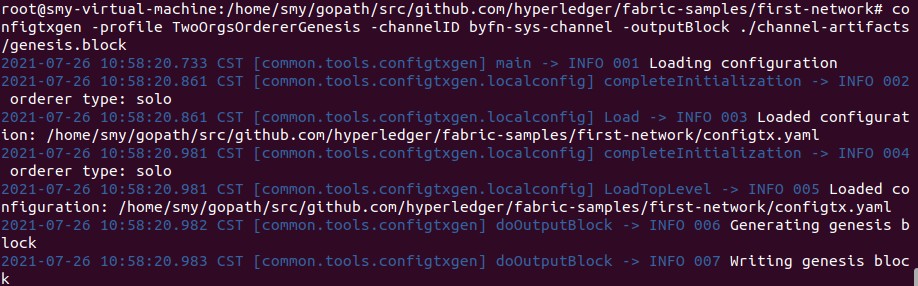 root@smy-virtual-machine:/home/smy/gopath/src/github.com/hyperledger/fabric-samples/first-network# co
nfigtxgen -profile TwoOrgsOrdererGenesis -channelID byfn-sys-channel -outputBlock ./channel-artifacts
/genesis.block
2021-07-26 10:58:20.733 CST [common.tools.configtxgen] main -> INFO 001 Loading configuration
2021-07-26 10:58:20.861 CST [common.tools.configtxgen.localconfig] completeInitialization -> INFO 002
 orderer type: solo
2021-07-26 10:58:20.861 CST [common.tools.configtxgen.localconfig] Load -> INFO 003 Loaded configurat
ion: /home/smy/gopath/src/github.com/hyperledger/fabric-samples/first-network/configtx.yaml
2021-07-26 10:58:20.981 CST [common.tools.configtxgen.localconfig] completeInitialization -> INFO 004
 orderer type: solo
2021-07-26 10:58:20.981 CST [common.tools.configtxgen.localconfig] LoadTopLevel -> INFO 005 Loaded co
nfiguration: /home/smy/gopath/src/github.com/hyperledger/fabric-samples/first-network/configtx.yaml
2021-07-26 10:58:20.982 CST [common.tools.configtxgen] doOutputBlock -> INFO 006 Generating genesis b
lock
2021-07-26 10:58:20.983 CST [common.tools.configtxgen] doOutputBlock -> INFO 007 Writing genesis bloc
k